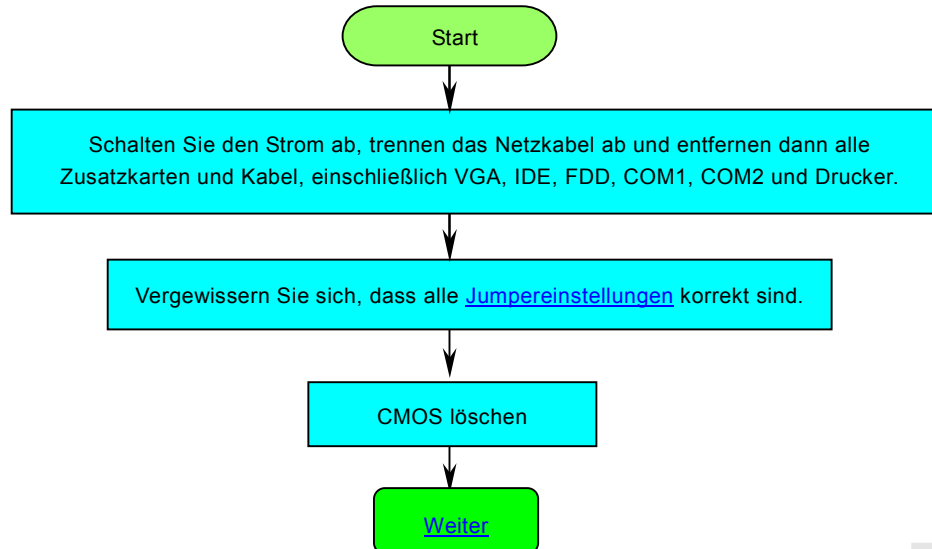 Start
Schalten Sie den Strom ab, trennen das Netzkabel ab und entfernen dann alle
Zusatzkarten und Kabel, einschließlich VGA, IDE, FDD, COM1, COM2 und Drucker.
Vergewissern Sie sich, dass alle Jumpereinstellungen korrekt sind.
CMOS löschen
Weiter